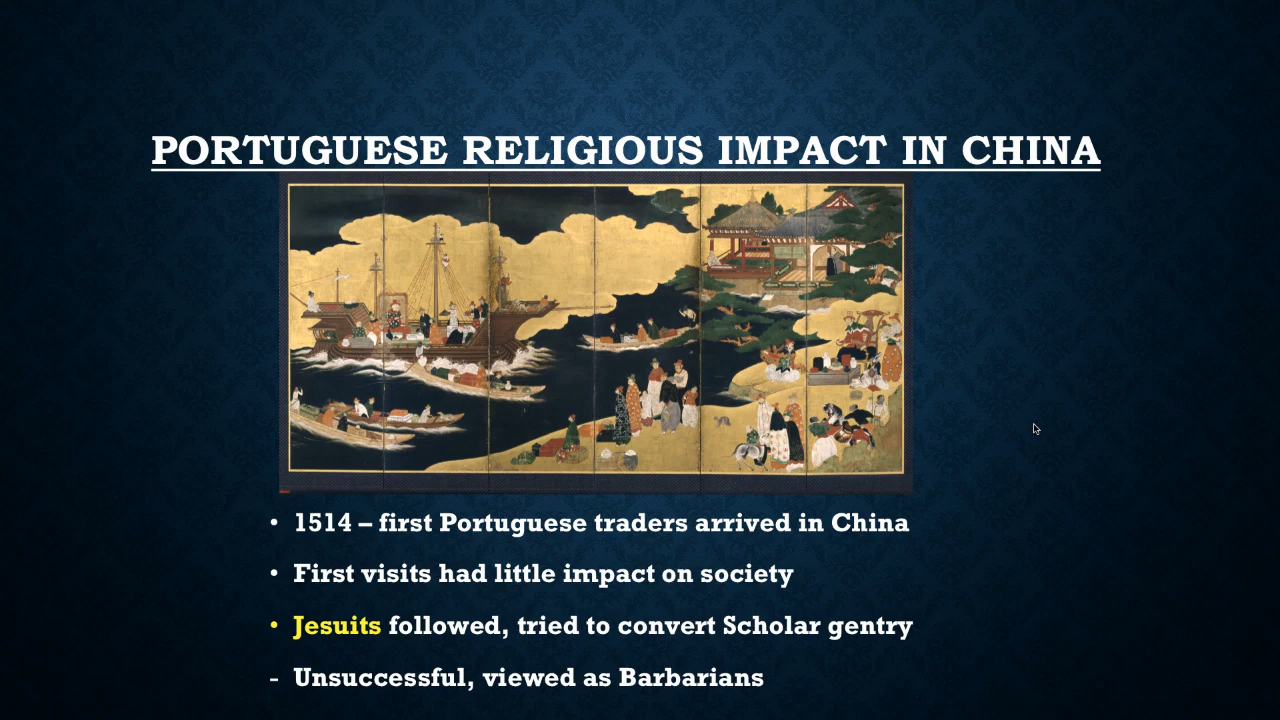 PORTUGUESE RELIGIOUS IMPACT IN CHINA
• 1514 – first Portuguese traders arrived in China
• First visits had little impact on society
• Jesuits followed, tried to convert Scholar gentry
- Unsuccessful, viewed as Barbarians